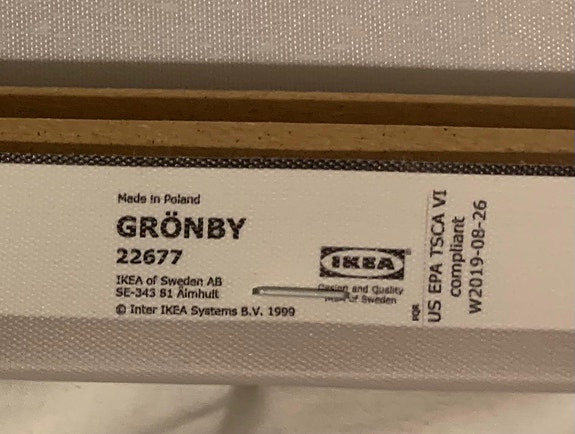 Made in Poland
GRÖNBY
22677
IKEA of Sweden AB
SE-343 81 Älmhult
© Inter IKEA Systems B.V. 1999
IKEA
®
Design and Quality
of Sweden
PQR
US EPA TSCA VI
compliant
W2019-08-26